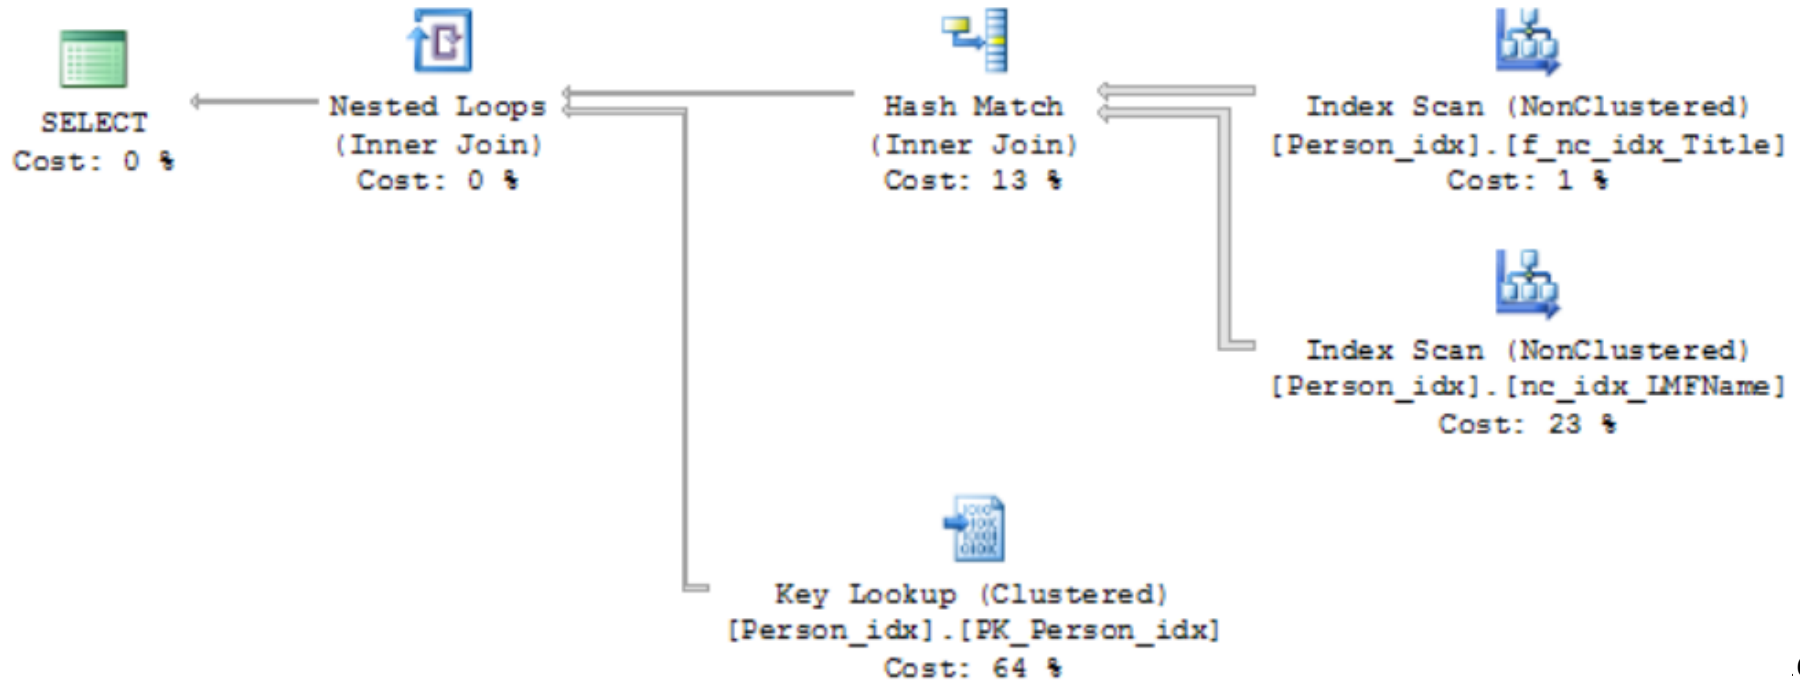 SELECT
Cost: 0 %
Nested Loops
(Inner Join)
Cost: 0 %
Hash Match
(Inner Join)
Cost: 13 %
Index Scan (NonClustered)
[Person_idx].[f_nc_idx_Title]
Cost: 1 %
Index Scan (NonClustered)
[Person_idx].[nc_idx_LMFName]
Cost: 23 %
Key Lookup (Clustered)
[Person_idx].[PK_Person_idx]
Cost: 64 %